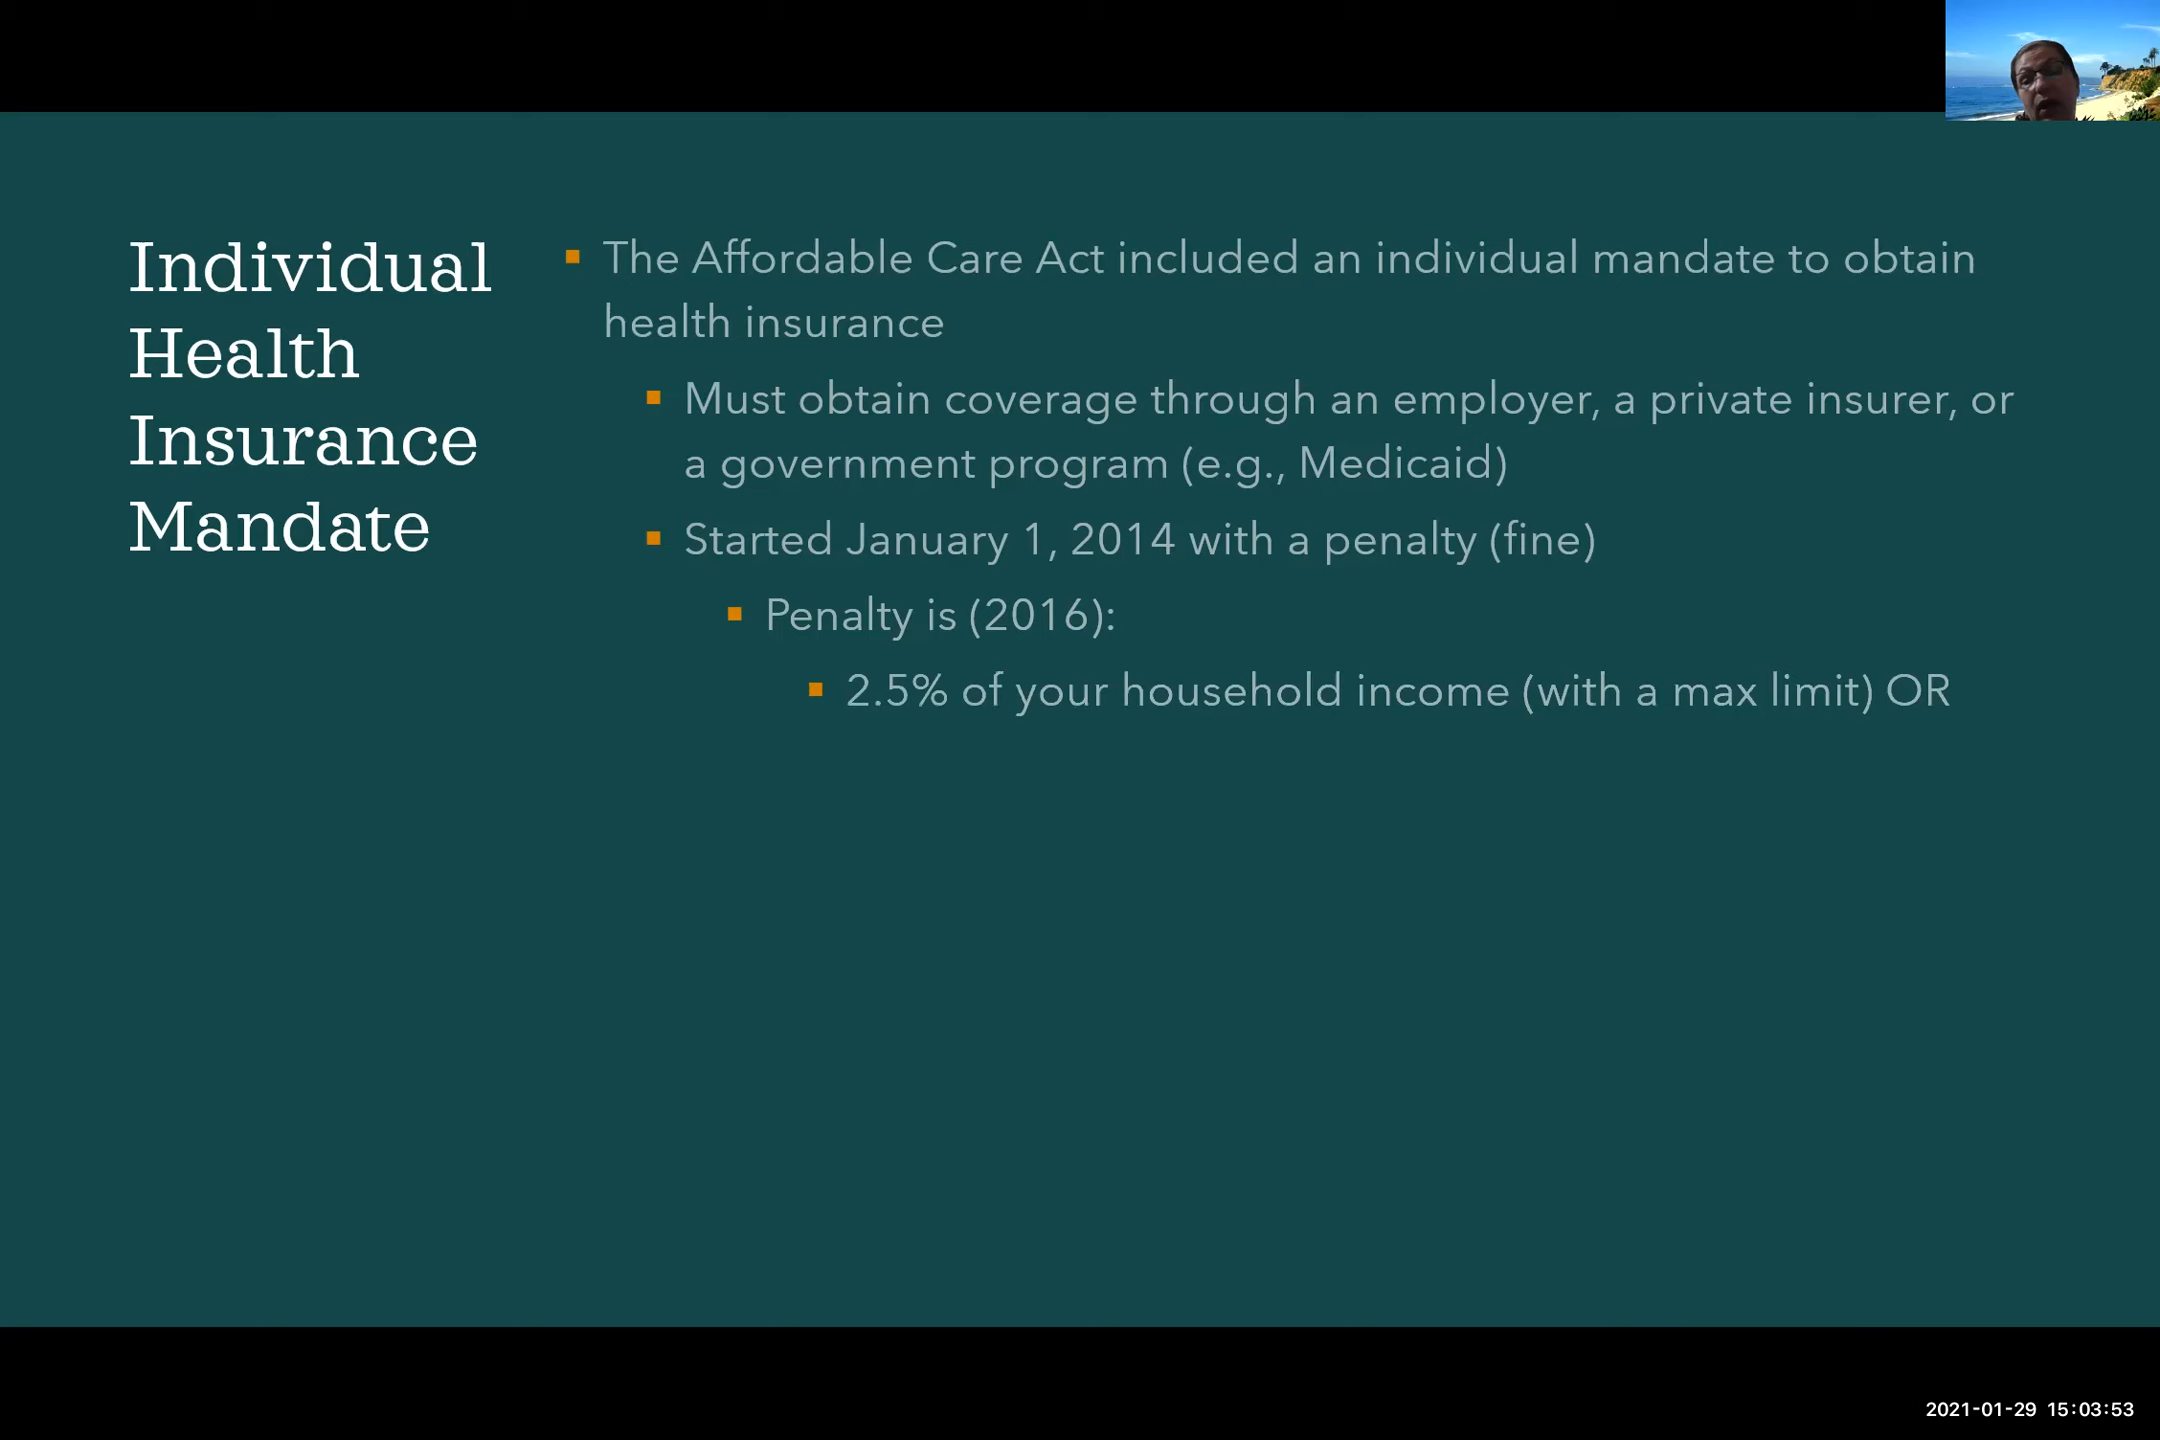 Individual
Health
Insurance
Mandate
The Affordable Care Act included an individual mandate to obtain
health insurance
Must obtain coverage through an employer, a private insurer, or
a government program (e.g., Medicaid)
Started January 1, 2014 with a penalty (fine)
Penalty is (2016):
2.5% of your household income (with a max limit) OR
2021-01-29 15:03:53